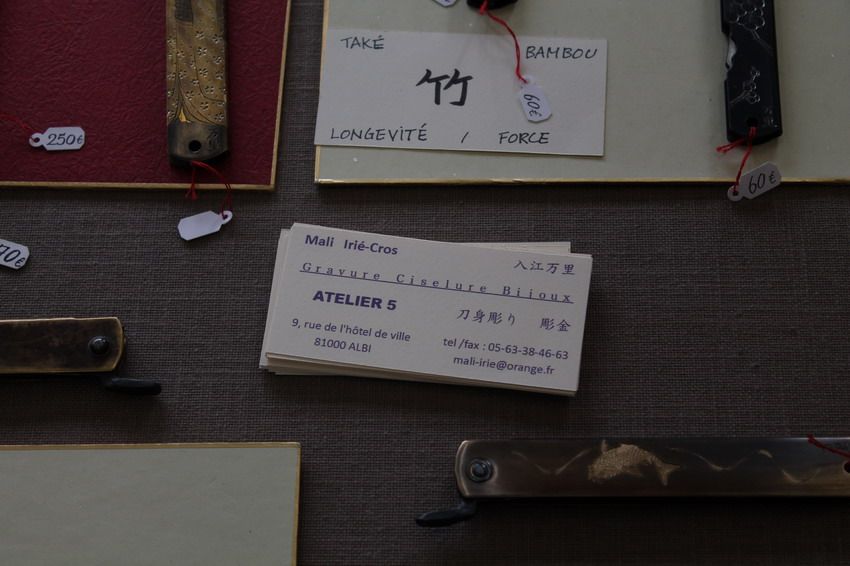 TAKÉ BAMBOU
竹
LONGEVITÉ / FORCE
60€
250€
60€
70€
Mali Irié-Cros
入江万里
Gravure Ciselure Bijoux
ATELIER 5
刀身彫り 彫金
9, rue de l'hôtel de ville
81000 ALBI
tel /fax : 05-63-38-46-63
mali-irie@orange.fr